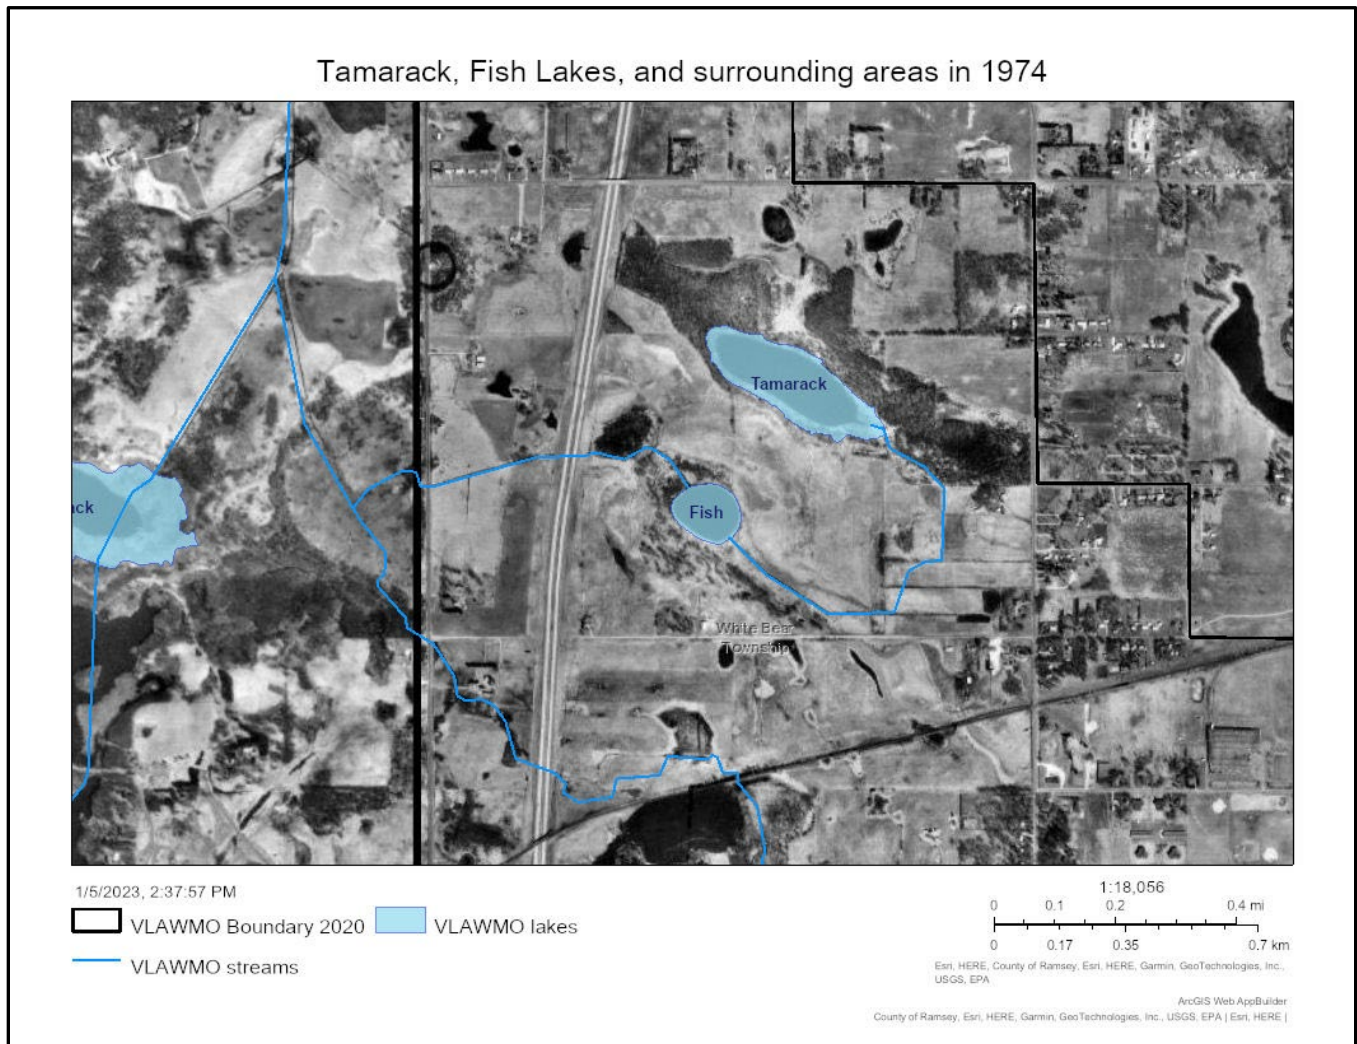 Tamarack, Fish Lakes, and surrounding areas in 1974
Tamarack
ack
Fish
White Bear
Township
1/5/2023, 2:37:57 PM
VLAWMO Boundary 2020
VLAWMO lakes
VLAWMO streams
1:18,056
0 0.1 0.2 0.4 mi
0 0.17 0.35 0.7 km
Esri, HERE, County of Ramsey, Esri, HERE, Garmin, GeoTechnologies, Inc.,
USGS, EPA
ArcGIS Web AppBuilder
County of Ramsey, Esri, HERE, Garmin, GeoTechnologies, Inc., USGS, EPA | Esri, HERE |